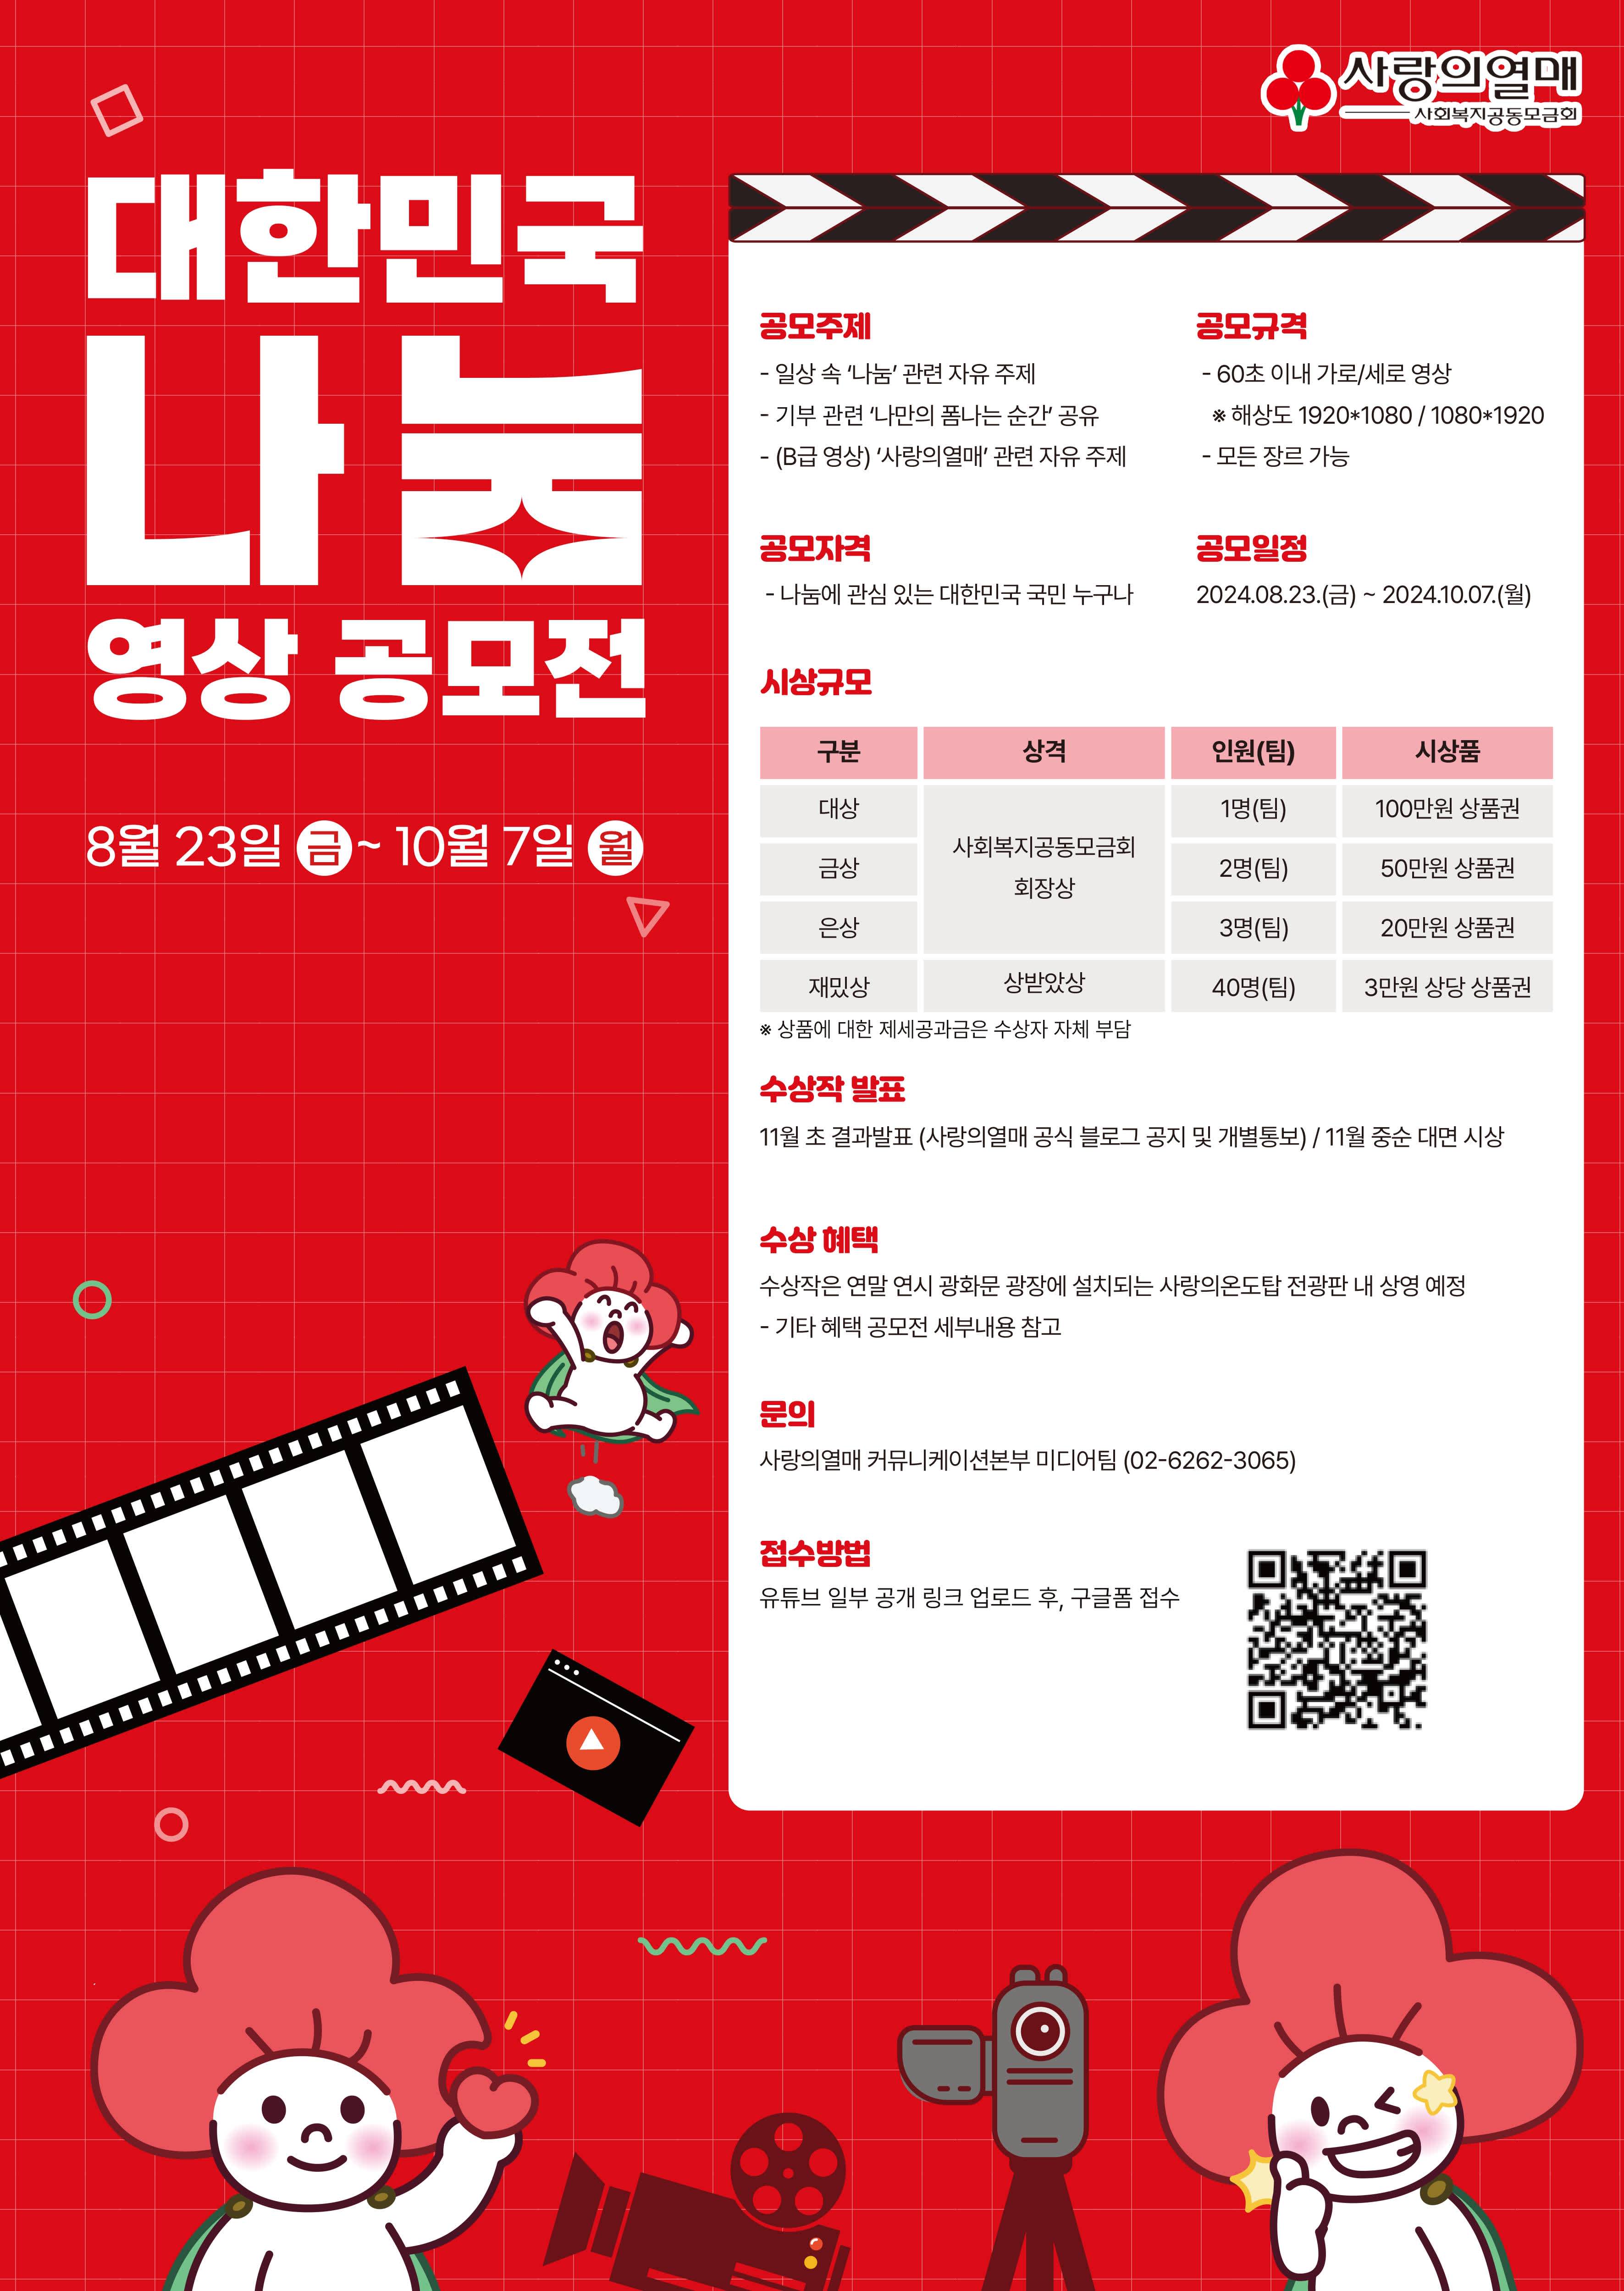 사랑의열매
사회복지공동모금회
대한민국
나눔
영상 공모전
8월 23일 금 ~ 10월 7일 월
공모주제
- 일상 속 ‘나눔’ 관련 자유 주제
- 기부 관련 ‘나만의 폼나는 순간’ 공유
- (B급 영상) ‘사랑의열매’ 관련 자유 주제
공모규격
- 60초 이내 가로/세로 영상
※ 해상도 1920*1080 / 1080*1920
- 모든 장르 가능
공모자격
- 나눔에 관심 있는 대한민국 국민 누구나
공모일정
2024.08.23.(금) ~ 2024.10.07.(월)
시상규모
구분 상격 인원(팀) 시상품
대상 1명(팀) 100만원 상품권
사회복지공동모금회
회장상
금상 2명(팀) 50만원 상품권
은상 3명(팀) 20만원 상품권
재밌상 상받았상 40명(팀) 3만원 상당 상품권
※ 상품에 대한 제세공과금은 수상자 자체 부담
수상작 발표
11월 초 결과발표 (사랑의열매 공식 블로그 공지 및 개별통보) / 11월 중순 대면 시상
수상 혜택
수상작은 연말 연시 광화문 광장에 설치되는 사랑의온도탑 전광판 내 상영 예정
- 기타 혜택 공모전 세부내용 참고
문의
사랑의열매 커뮤니케이션본부 미디어팀 (02-6262-3065)
접수방법
유튜브 일부 공개 링크 업로드 후, 구글폼 접수